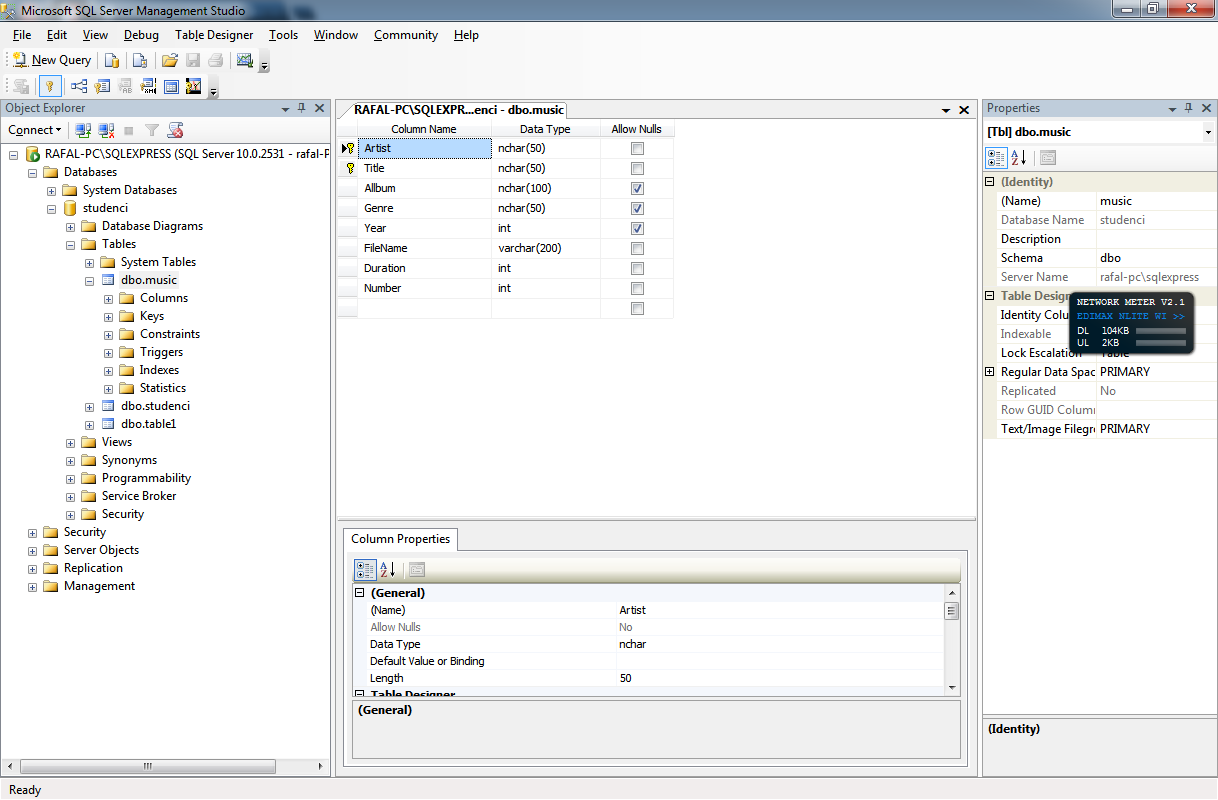 Microsoft SQL Server Management Studio
File Edit View Debug Table Designer Tools Window Community Help
New Query
Object Explorer
Connect
RAFAL-PC\SQLEXPRESS (SQL Server 10.0.2531 - rafal-P
Databases
System Databases
studenci
Database Diagrams
Tables
System Tables
dbo.music
Columns
Keys
Constraints
Triggers
Indexes
Statistics
dbo.studenci
dbo.table1
Views
Synonyms
Programmability
Service Broker
Security
Security
Server Objects
Replication
Management
RAFAL-PC\SQLEXPR...enci - dbo.music
Column Name Data Type Allow Nulls
Artist nchar(50)
Title nchar(50)
Allbum nchar(100)
Genre nchar(50)
Year int
FileName varchar(200)
Duration int
Number int
Column Properties
(General)
(Name) Artist
Allow Nulls No
Data Type nchar
Default Value or Binding
Length 50
Table Designer
(General)
Properties
[Tbl] dbo.music
(Identity)
(Name) music
Database Name studenci
Description
Schema dbo
Server Name rafal-pc\sqlexpress
Table Design
Identity Colu
Indexable
Lock Escalation Table
Regular Data Spac PRIMARY
Replicated No
Row GUID Column
Text/Image Filegr PRIMARY
(Identity)
NETWORK METER V2.1
EDIMAX NLITE WI >>
DL 104KB
UL 2KB
Ready